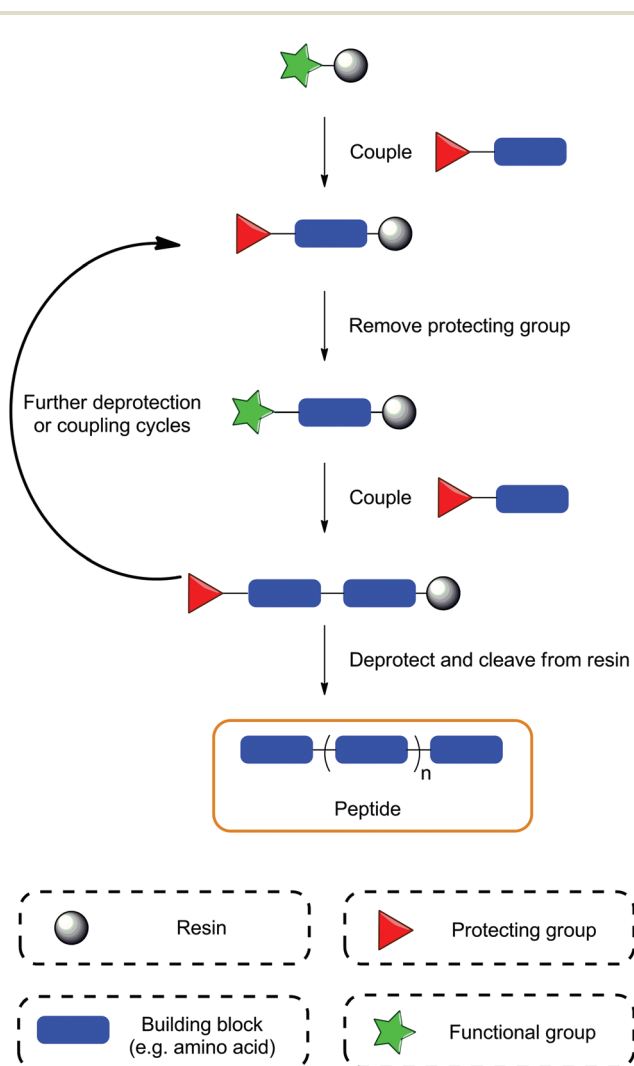 Couple
Remove protecting group
Further deprotection
or coupling cycles
Couple
Deprotect and cleave from resin
n
Peptide
Resin
Protecting group
Building block
(e.g. amino acid)
Functional group